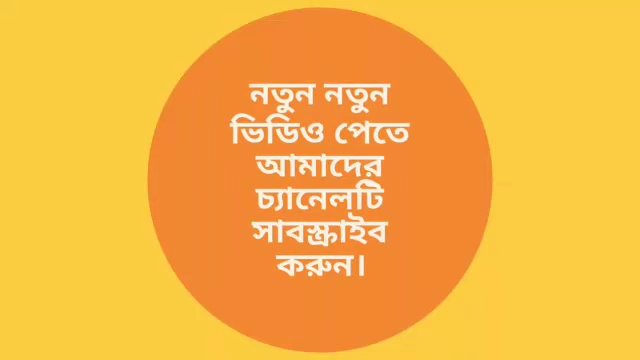 নতুন নতুন
ভিডিও পেতে
আমাদের
চ্যানেলটি
সাবস্ক্রাইব
করুন।